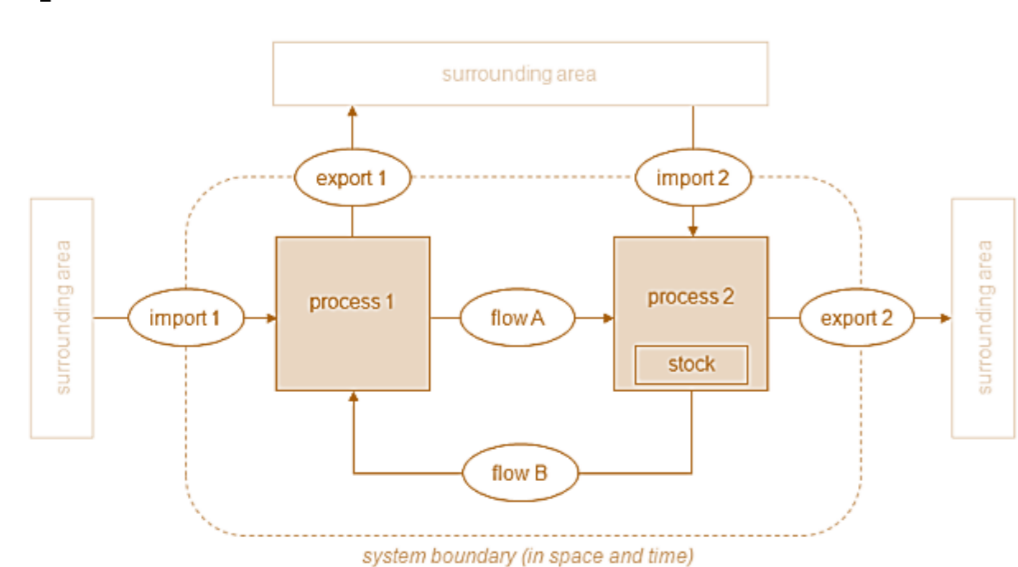 surrounding area
export 1
import 2
surrounding area
import 1
process 1
flow A
process 2
stock
export 2
surrounding area
flow B
system boundary (in space and time)